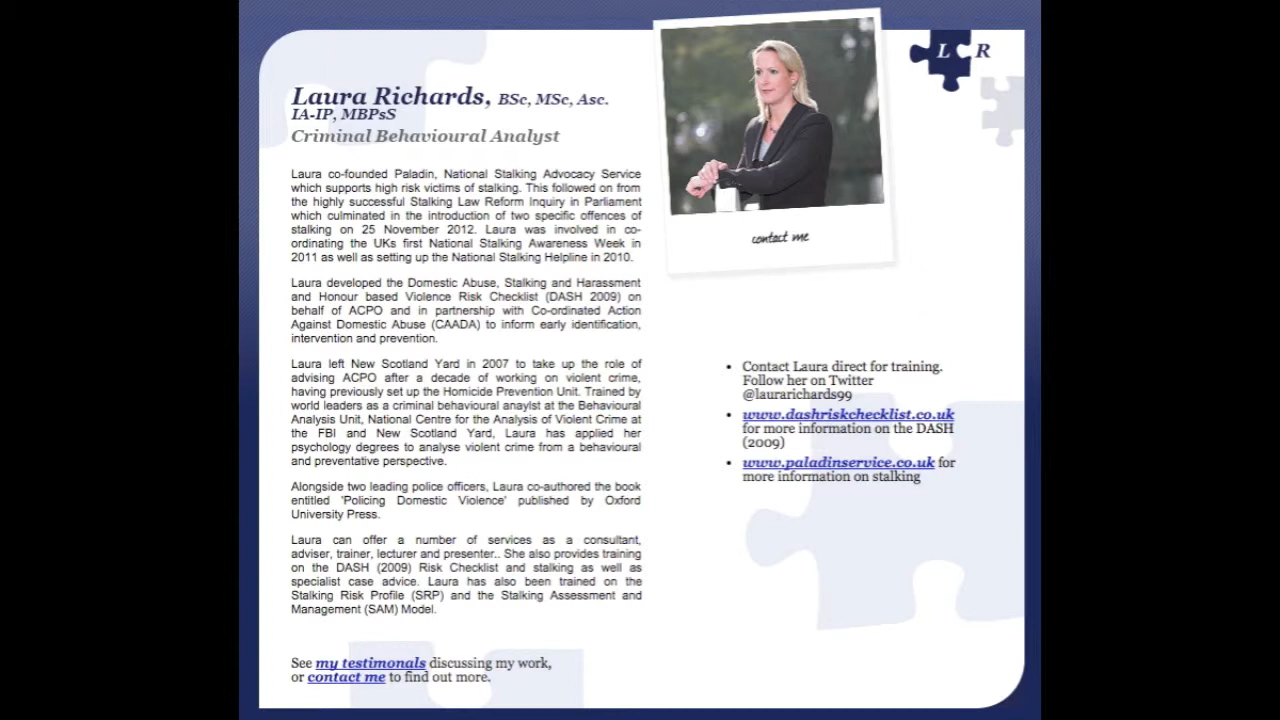 Laura Richards, BSc, MSc, Asc.
IA-IP, MBPsS
Criminal Behavioural Analyst
Laura co-founded Paladin, National Stalking Advocacy Service
which supports high risk victims of stalking. This followed on from
the highly successful Stalking Law Reform Inquiry in Parliament
which culminated in the introduction of two specific offences of
stalking on 25 November 2012. Laura was involved in co-
ordinating the UKs first National Stalking Awareness Week in
2011 as well as setting up the National Stalking Helpline in 2010.
Laura developed the Domestic Abuse, Stalking and Harassment
and Honour based Violence Risk Checklist (DASH 2009) on
behalf of ACPO and in partnership with Co-ordinated Action
Against Domestic Abuse (CAADA) to inform early identification,
intervention and prevention.
Laura left New Scotland Yard in 2007 to take up the role of
advising ACPO after a decade of working on violent crime,
having previously set up the Homicide Prevention Unit. Trained by
world leaders as a criminal behavioural anaylst at the Behavioural
Analysis Unit, National Centre for the Analysis of Violent Crime at
the FBI and New Scotland Yard, Laura has applied her
psychology degrees to analyse violent crime from a behavioural
and preventative perspective.
Alongside two leading police officers, Laura co-authored the book
entitled 'Policing Domestic Violence' published by Oxford
University Press.
Laura can offer a number of services as a consultant,
adviser, trainer, lecturer and presenter.. She also provides training
on the DASH (2009) Risk Checklist and stalking as well as
specialist case advice. Laura has also been trained on the
Stalking Risk Profile (SRP) and the Stalking Assessment and
Management (SAM) Model.
See my testimonals discussing my work,
or contact me to find out more.
L C R
contact me
• Contact Laura direct for training.
Follow her on Twitter
@laurarichards99
• www.dashriskchecklist.co.uk
for more information on the DASH
(2009)
• www.paladinservice.co.uk for
more information on stalking